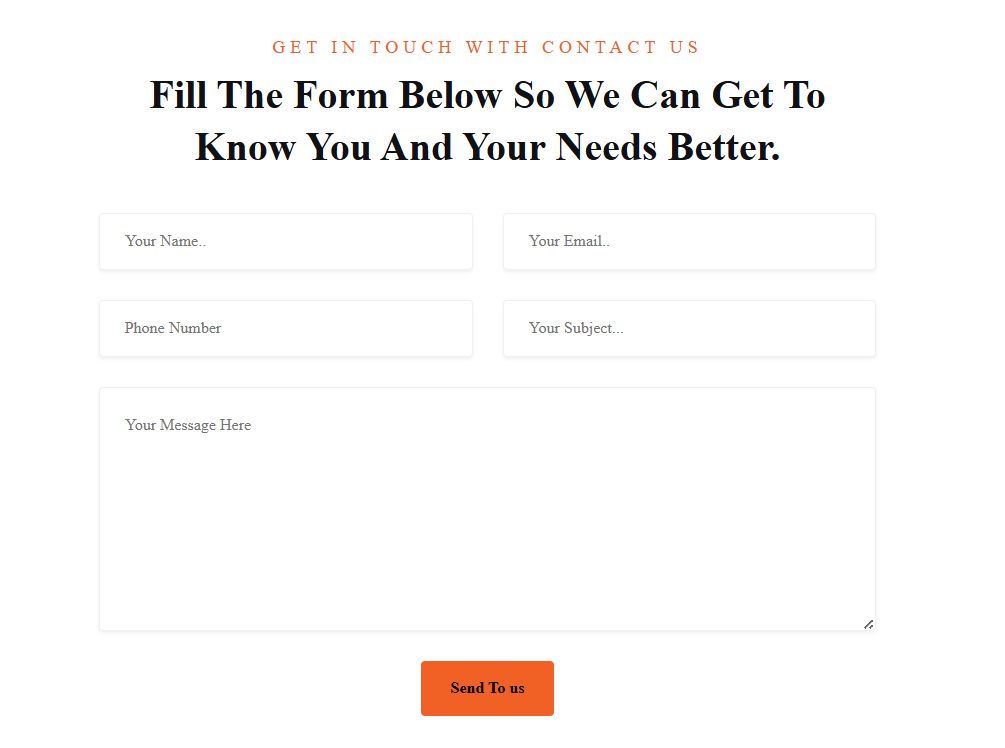 GET IN TOUCH WITH CONTACT US
Fill The Form Below So We Can Get To
Know You And Your Needs Better.
Your Name..
Your Email..
Phone Number
Your Subject...
Your Message Here
Send To us